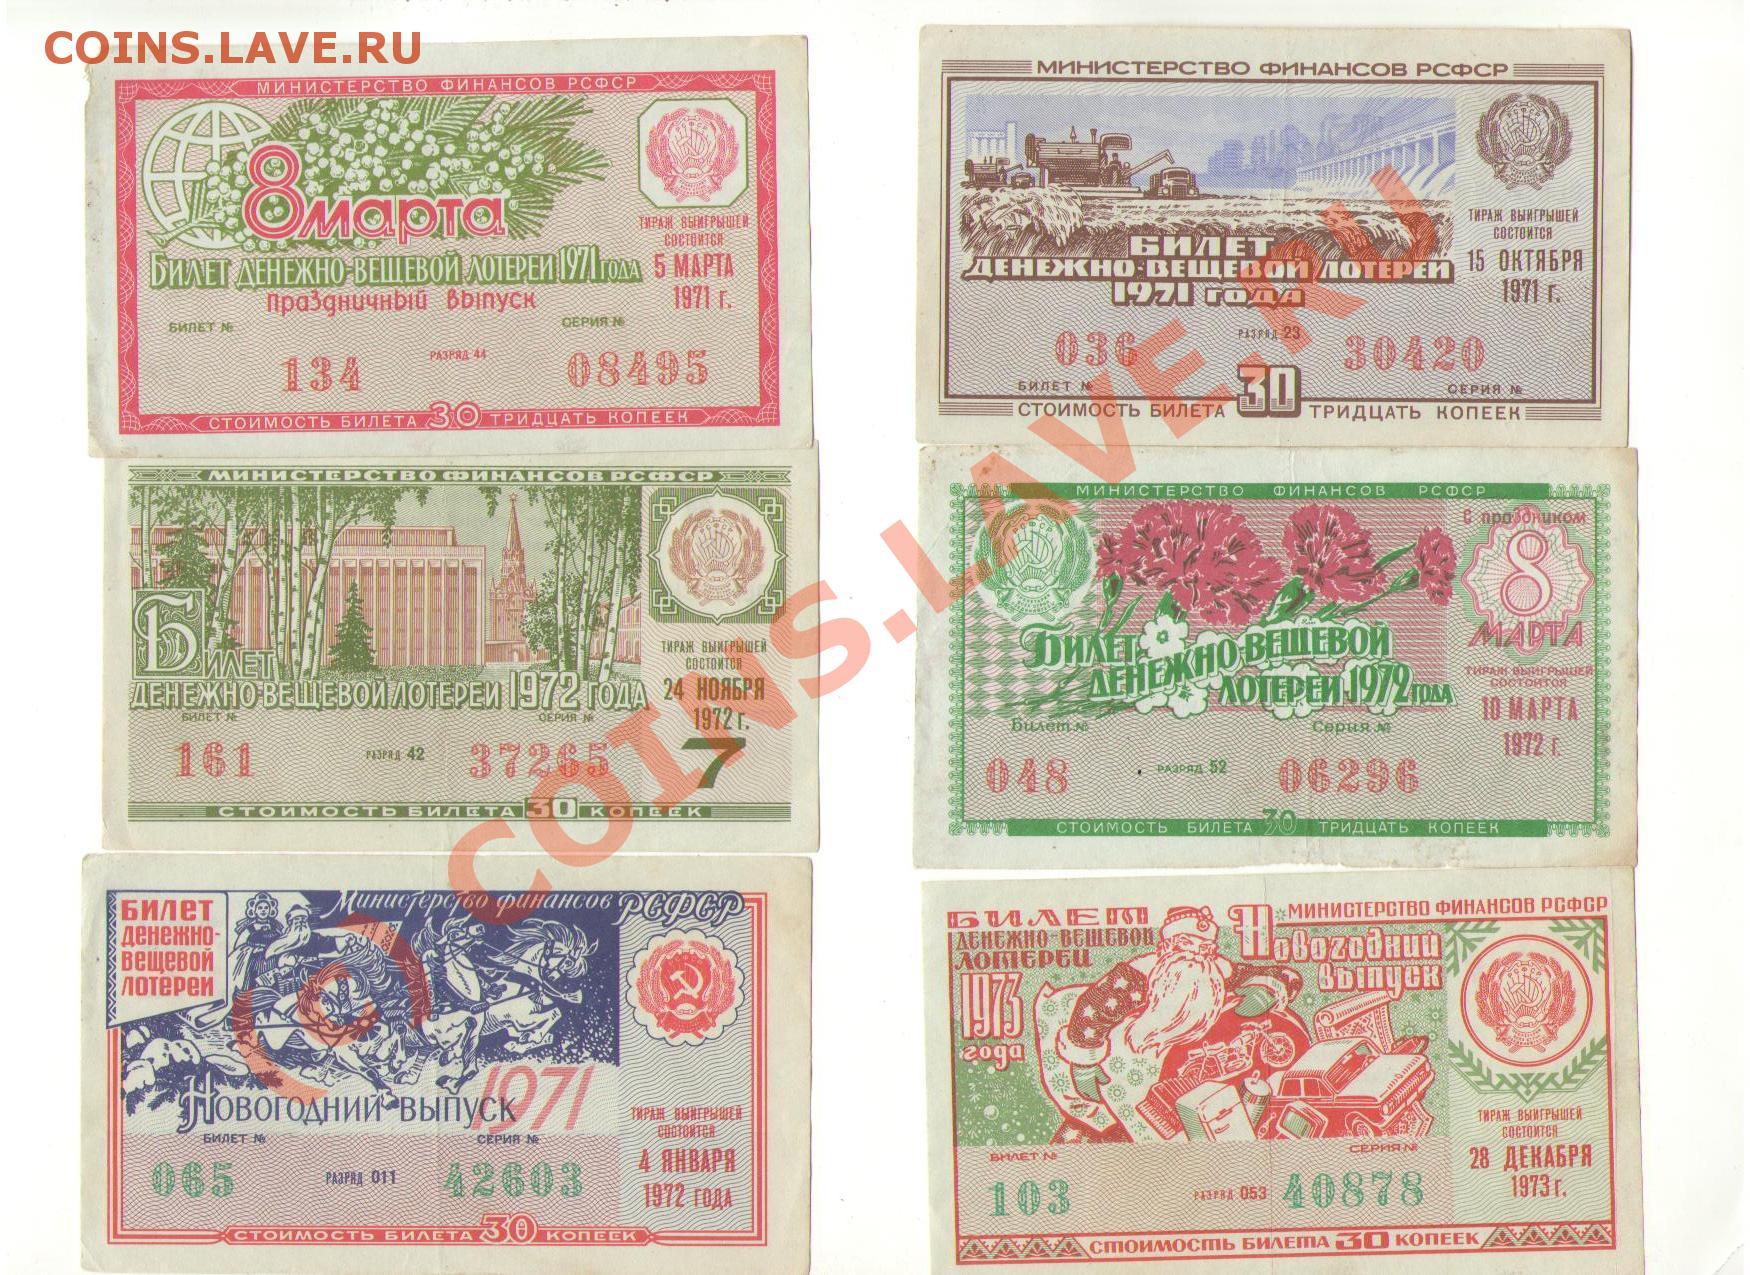 COINS.LAVE.RU
МИНИСТЕРСТВО ФИНАНСОВ РСФСР
8 марта
ТИРАЖ ВЫИГРЫШЕЙ
СОСТОИТСЯ
БИЛЕТ ДЕНЕЖНО-ВЕЩЕВОЙ ЛОТЕРЕИ 1971 ГОДА
5 МАРТА
1971 г.
праздничный выпуск
БИЛЕТ №
СЕРИЯ №
РАЗРЯД 44
134
08495
СТОИМОСТЬ БИЛЕТА 30 ТРИДЦАТЬ КОПЕЕК
МИНИСТЕРСТВО ФИНАНСОВ РСФСР
ТИРАЖ ВЫИГРЫШЕЙ
СОСТОИТСЯ
15 ОКТЯБРЯ
1971 г.
БИЛЕТ
ДЕНЕЖНО-ВЕЩЕВОЙ ЛОТЕРЕИ
1971 ГОДА
036
РАЗРЯД 23
30420
БИЛЕТ №
СЕРИЯ №
СТОИМОСТЬ БИЛЕТА 30 ТРИДЦАТЬ КОПЕЕК
МИНИСТЕРСТВО ФИНАНСОВ РСФСР
БИЛЕТ
ДЕНЕЖНО-ВЕЩЕВОЙ ЛОТЕРЕИ 1972 ГОДА
ТИРАЖ ВЫИГРЫШЕЙ
СОСТОИТСЯ
24 НОЯБРЯ
1972 г.
7
БИЛЕТ №
СЕРИЯ №
161
РАЗРЯД 42
37265
СТОИМОСТЬ БИЛЕТА 30 КОПЕЕК
МИНИСТЕРСТВО ФИНАНСОВ РСФСР
С праздником
8
МАРТА
БИЛЕТ
ДЕНЕЖНО-ВЕЩЕВОЙ
ЛОТЕРЕИ 1972 ГОДА
ТИРАЖ ВЫИГРЫШЕЙ
СОСТОИТСЯ
10 МАРТА
1972 г.
Билет №
Серия №
048
РАЗРЯД 52
06296
СТОИМОСТЬ БИЛЕТА 30 ТРИДЦАТЬ КОПЕЕК
Министерство финансов РСФСР
БИЛЕТ
ДЕНЕЖНО-
ВЕЩЕВОЙ
ЛОТЕРЕИ
1971
НОВОГОДНИЙ ВЫПУСК
ТИРАЖ ВЫИГРЫШЕЙ
СОСТОИТСЯ
4 ЯНВАРЯ
1972 ГОДА
БИЛЕТ №
СЕРИЯ №
065
РАЗРЯД 011
42603
СТОИМОСТЬ БИЛЕТА 30 КОПЕЕК
МИНИСТЕРСТВО ФИНАНСОВ РСФСР
БИЛЕТ
ДЕНЕЖНО-ВЕЩЕВОЙ
ЛОТЕРЕИ
1973
года
Новогодний
выпуск
ТИРАЖ ВЫИГРЫШЕЙ
СОСТОИТСЯ
28 ДЕКАБРЯ
1973 г.
БИЛЕТ №
СЕРИЯ №
103
РАЗРЯД 053
40878
СТОИМОСТЬ БИЛЕТА 30 КОПЕЕК
(c) COINS.LAVE.RU